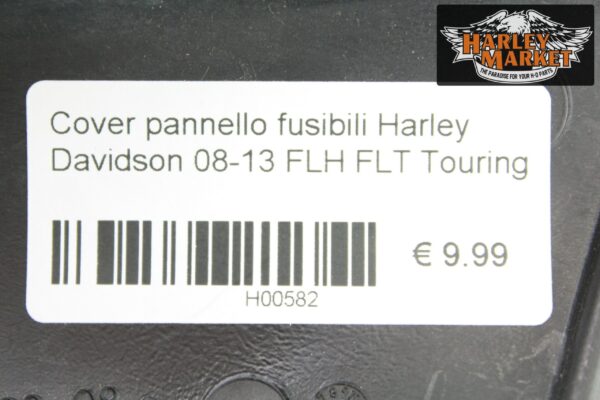 HARLEY
MARKET
THE PARADISE FOR YOUR H-D PARTS
Cover pannello fusibili Harley
Davidson 08-13 FLH FLT Touring
€ 9.99
H00582